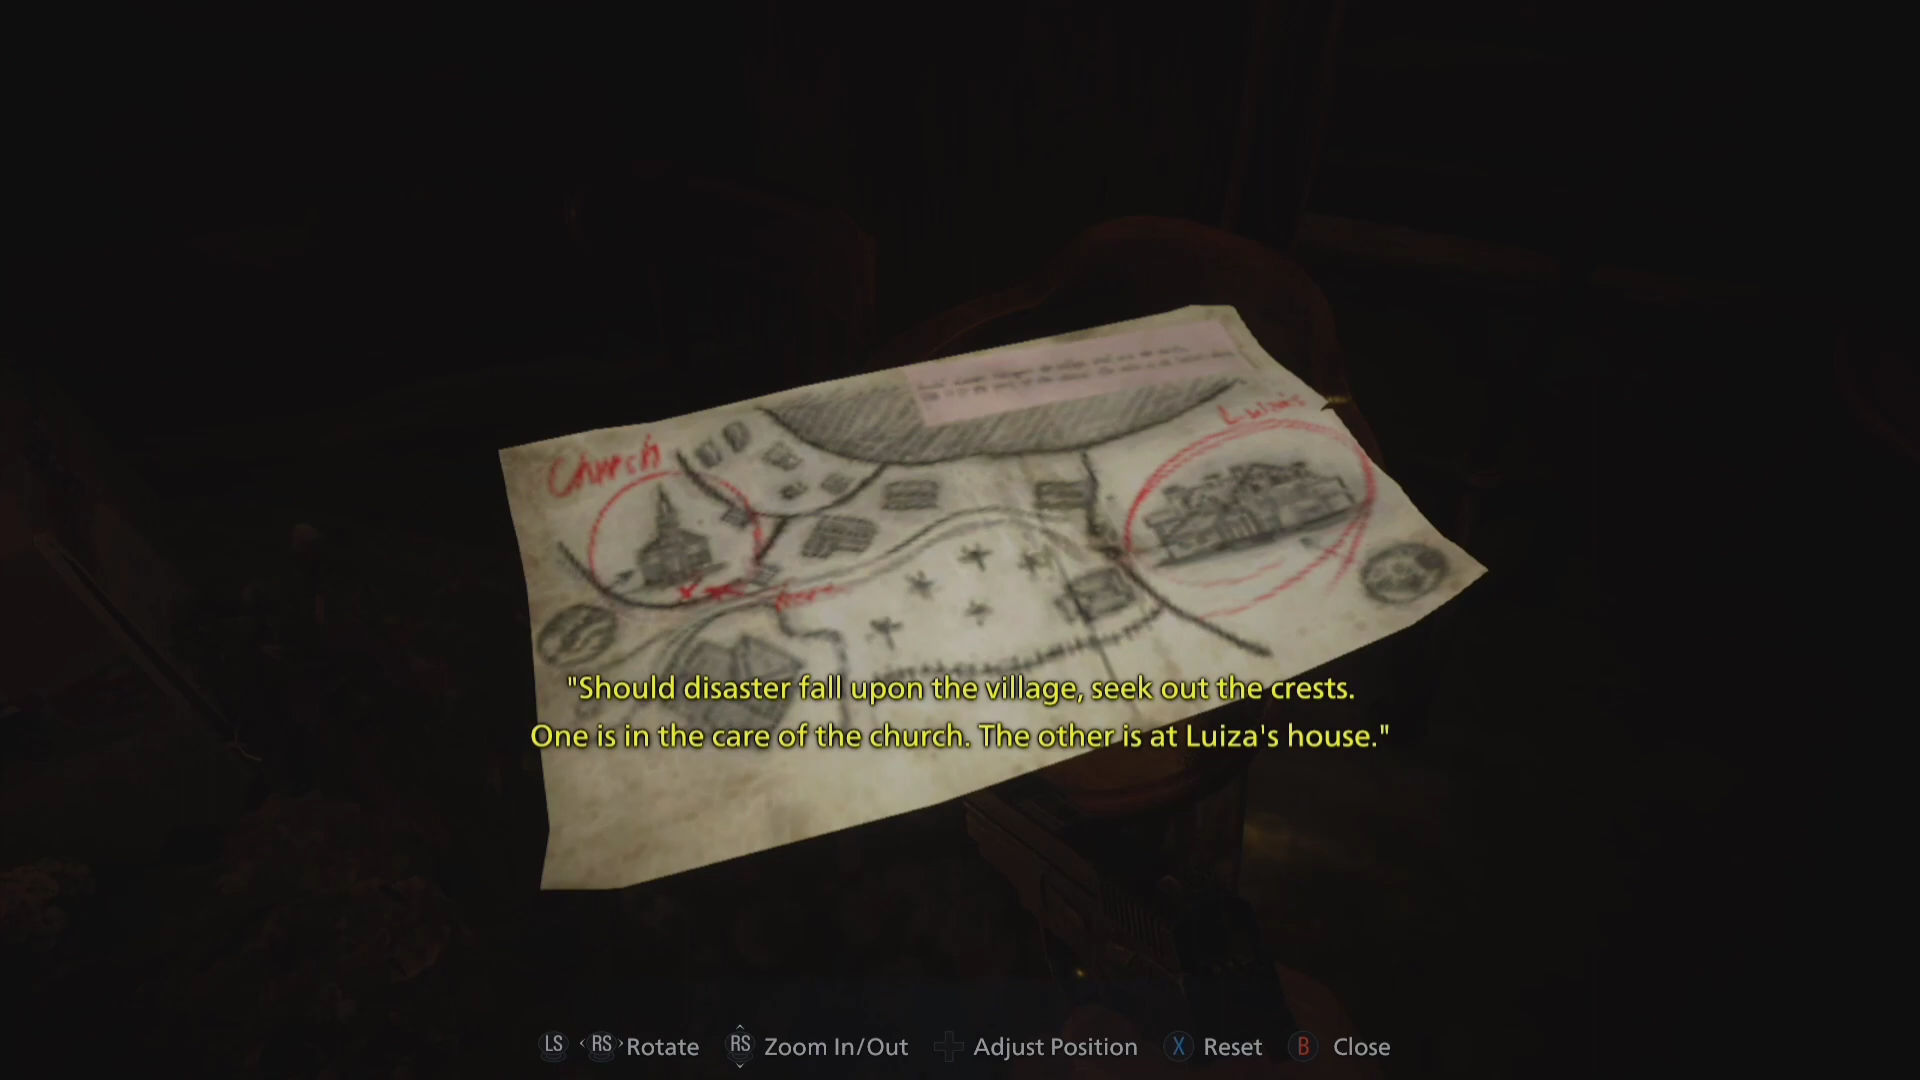 Church
Luiza's
"Should disaster fall upon the village, seek out the crests.
One is in the care of the church. The other is at Luiza's house."
LS RS Rotate RS Zoom In/Out Adjust Position X Reset B Close